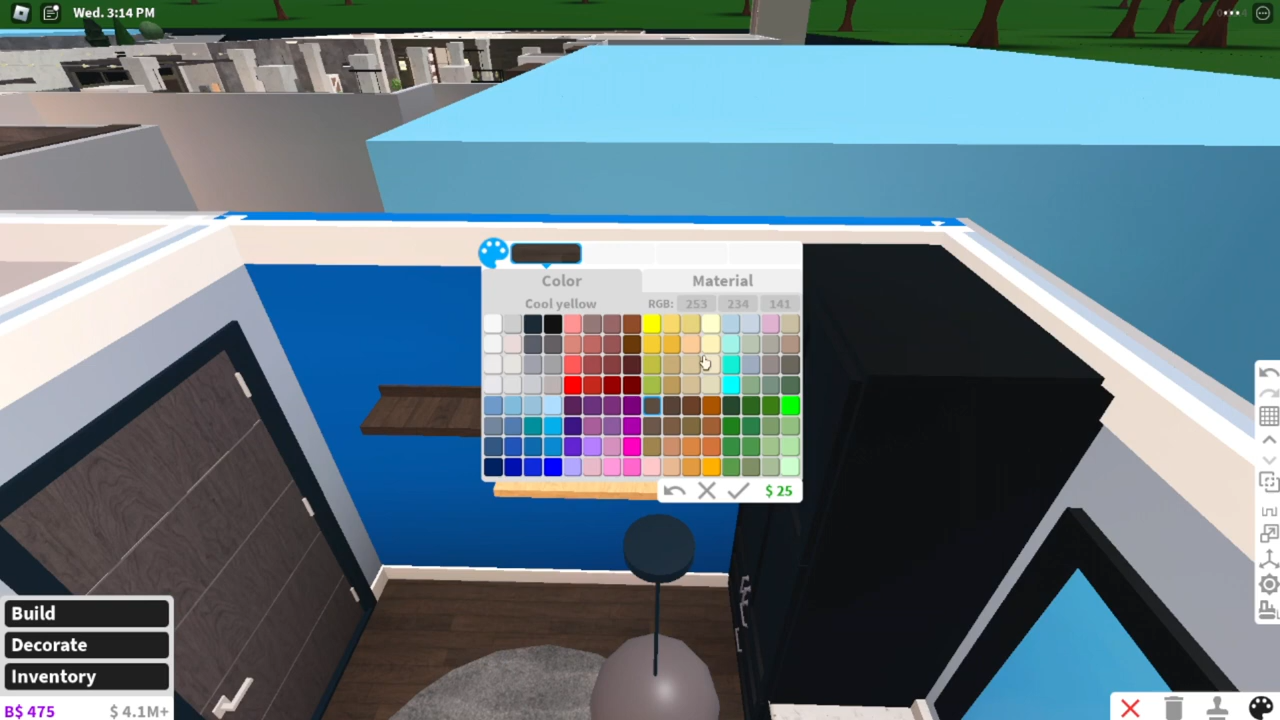 Wed. 3:14 PM
Color
Material
Cool yellow
RGB: 253 234 141
$ 25
Build
Decorate
Inventory
B$ 475
$ 4.1M+